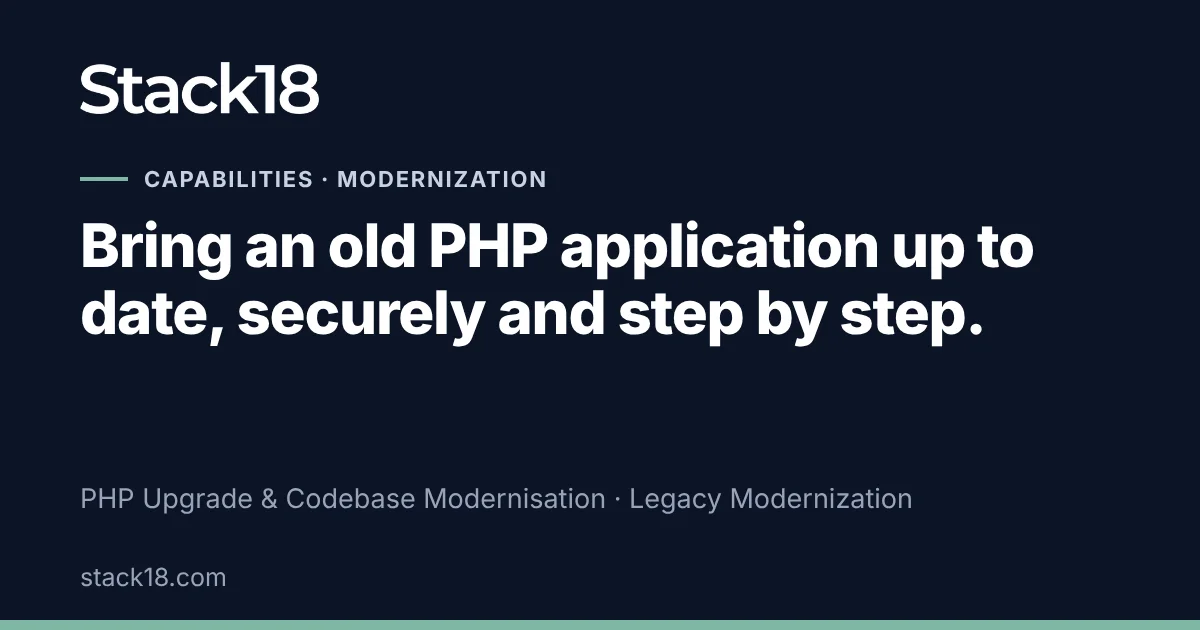 Stack18
CAPABILITIES · MODERNIZATION
Bring an old PHP application up to
date, securely and step by step.
PHP Upgrade & Codebase Modernisation · Legacy Modernization
stack18.com